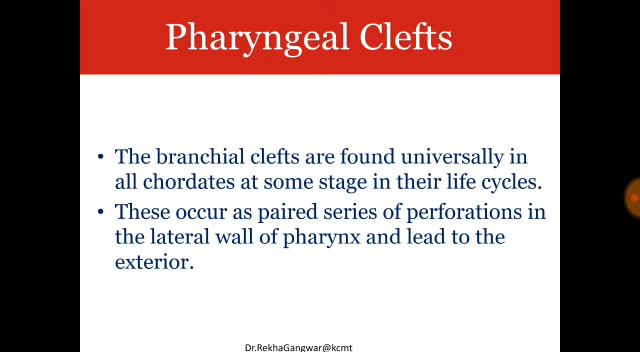 Pharyngeal Clefts
• The branchial clefts are found universally in
all chordates at some stage in their life cycles.
• These occur as paired series of perforations in
the lateral wall of pharynx and lead to the
exterior.
Dr.RekhaGangwar@kcmt